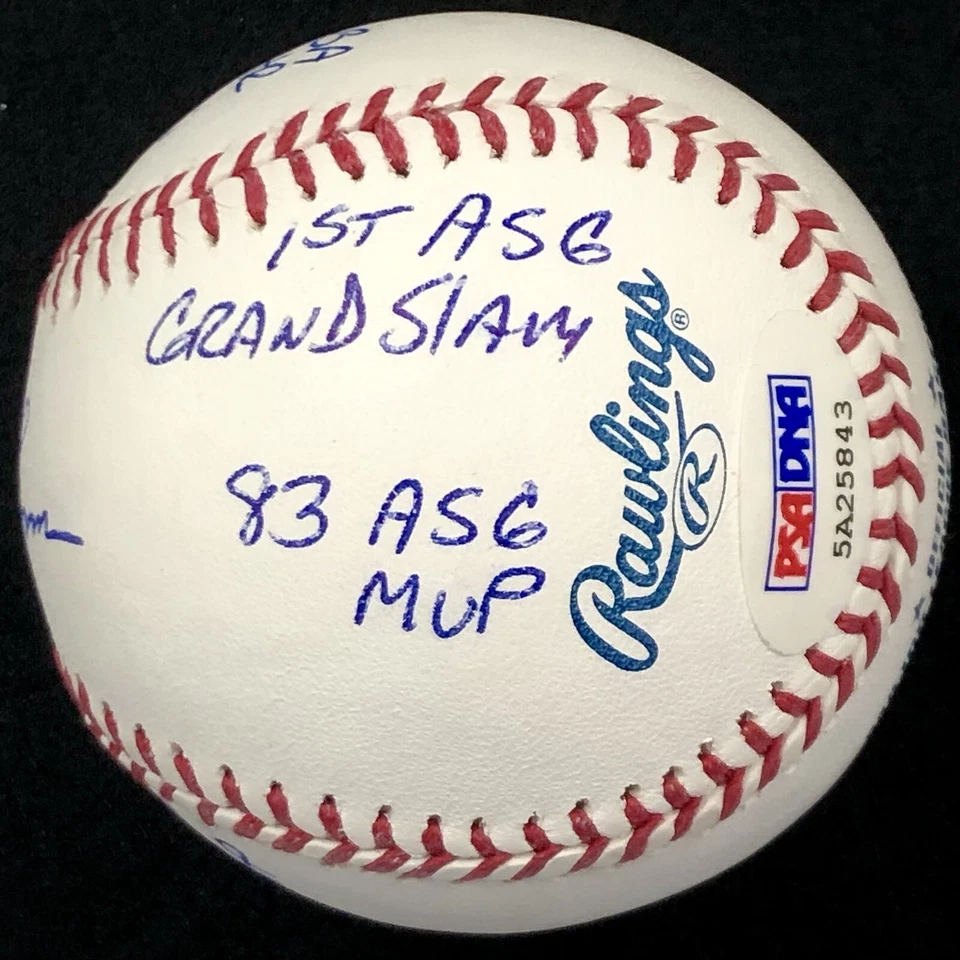 1ST ASG
GRAND SlAM
83 ASG
MVP
Rawlings®
R
PSA DNA
5A25843